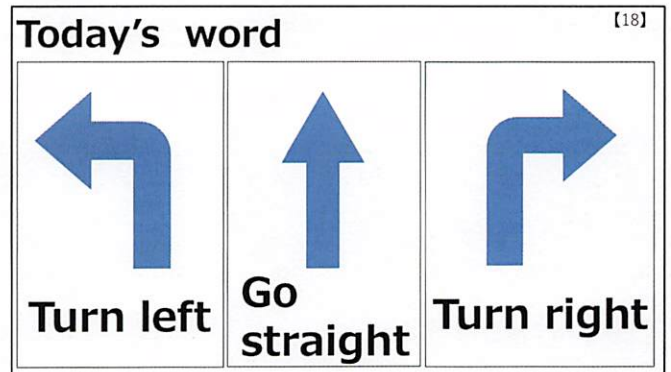 Today's word
【18】
Turn left
Go
straight
Turn right